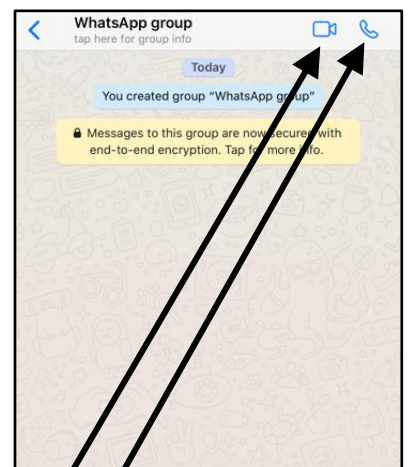 WhatsApp group
tap here for group info
Today
You created group “WhatsApp group”
Messages to this group are now secured with
end-to-end encryption. Tap for more info.